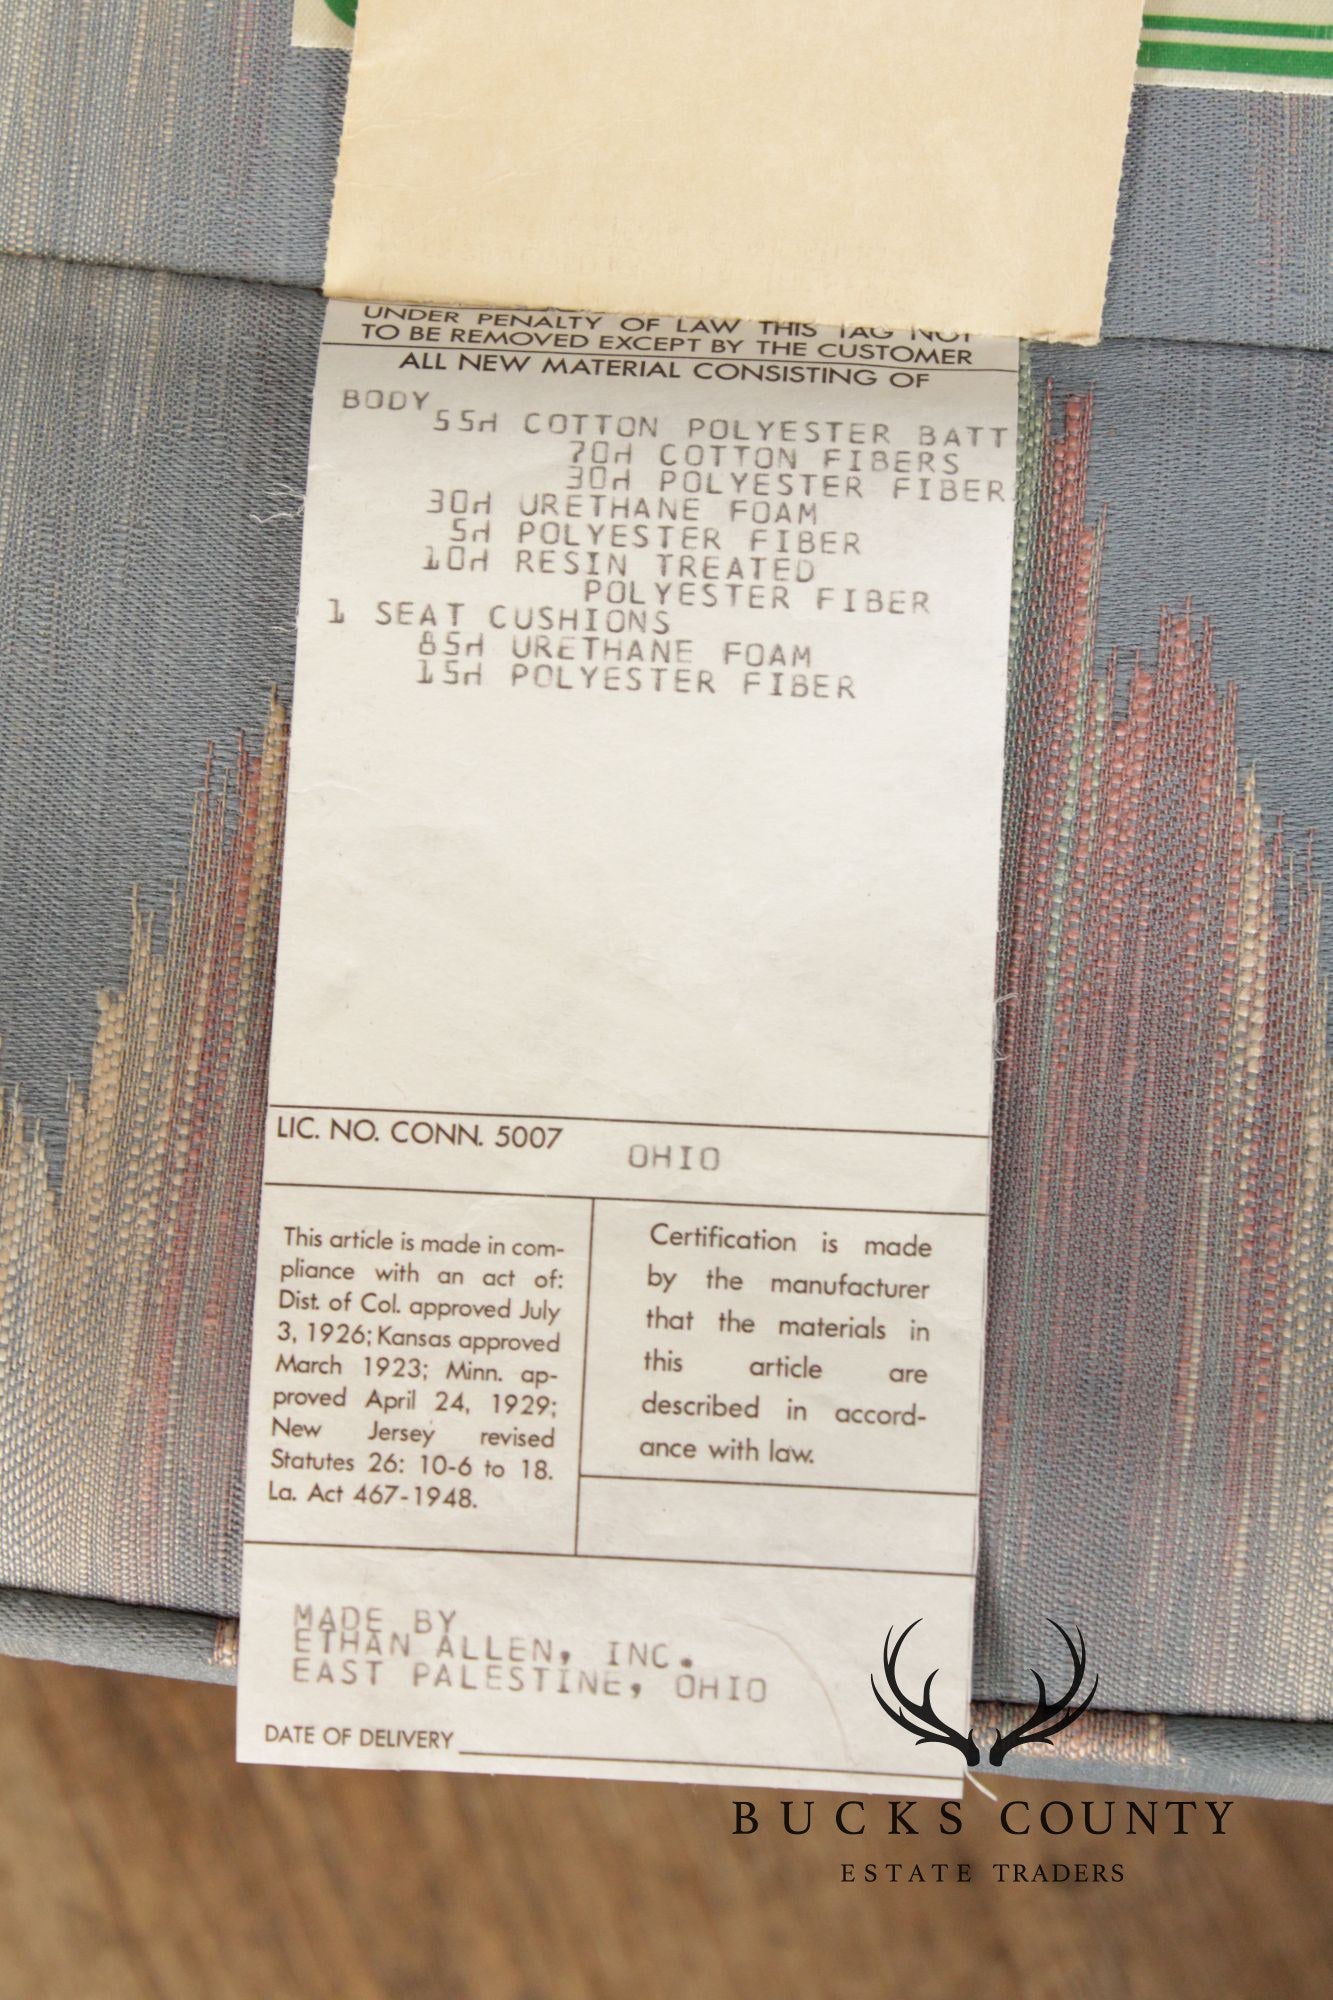 UNDER PENALTY OF LAW THIS TAG NOT
TO BE REMOVED EXCEPT BY THE CUSTOMER
ALL NEW MATERIAL CONSISTING OF
BODY
55% COTTON POLYESTER BATT
70% COTTON FIBERS
30% POLYESTER FIBER
30% URETHANE FOAM
5% POLYESTER FIBER
10% RESIN TREATED
POLYESTER FIBER
1 SEAT CUSHIONS
85% URETHANE FOAM
15% POLYESTER FIBER
LIC. NO. CONN. 5007 OHIO
This article is made in com-
pliance with an act of:
Dist. of Col. approved July
3, 1926; Kansas approved
March 1923; Minn. ap-
proved April 24, 1929;
New Jersey revised
Statutes 26: 10-6 to 18.
La. Act 467-1948.
Certification is made
by the manufacturer
that the materials in
this article are
described in accord-
ance with law.
MADE BY
ETHAN ALLEN, INC.
EAST PALESTINE, OHIO
DATE OF DELIVERY
BUCKS COUNTY
ESTATE TRADERS